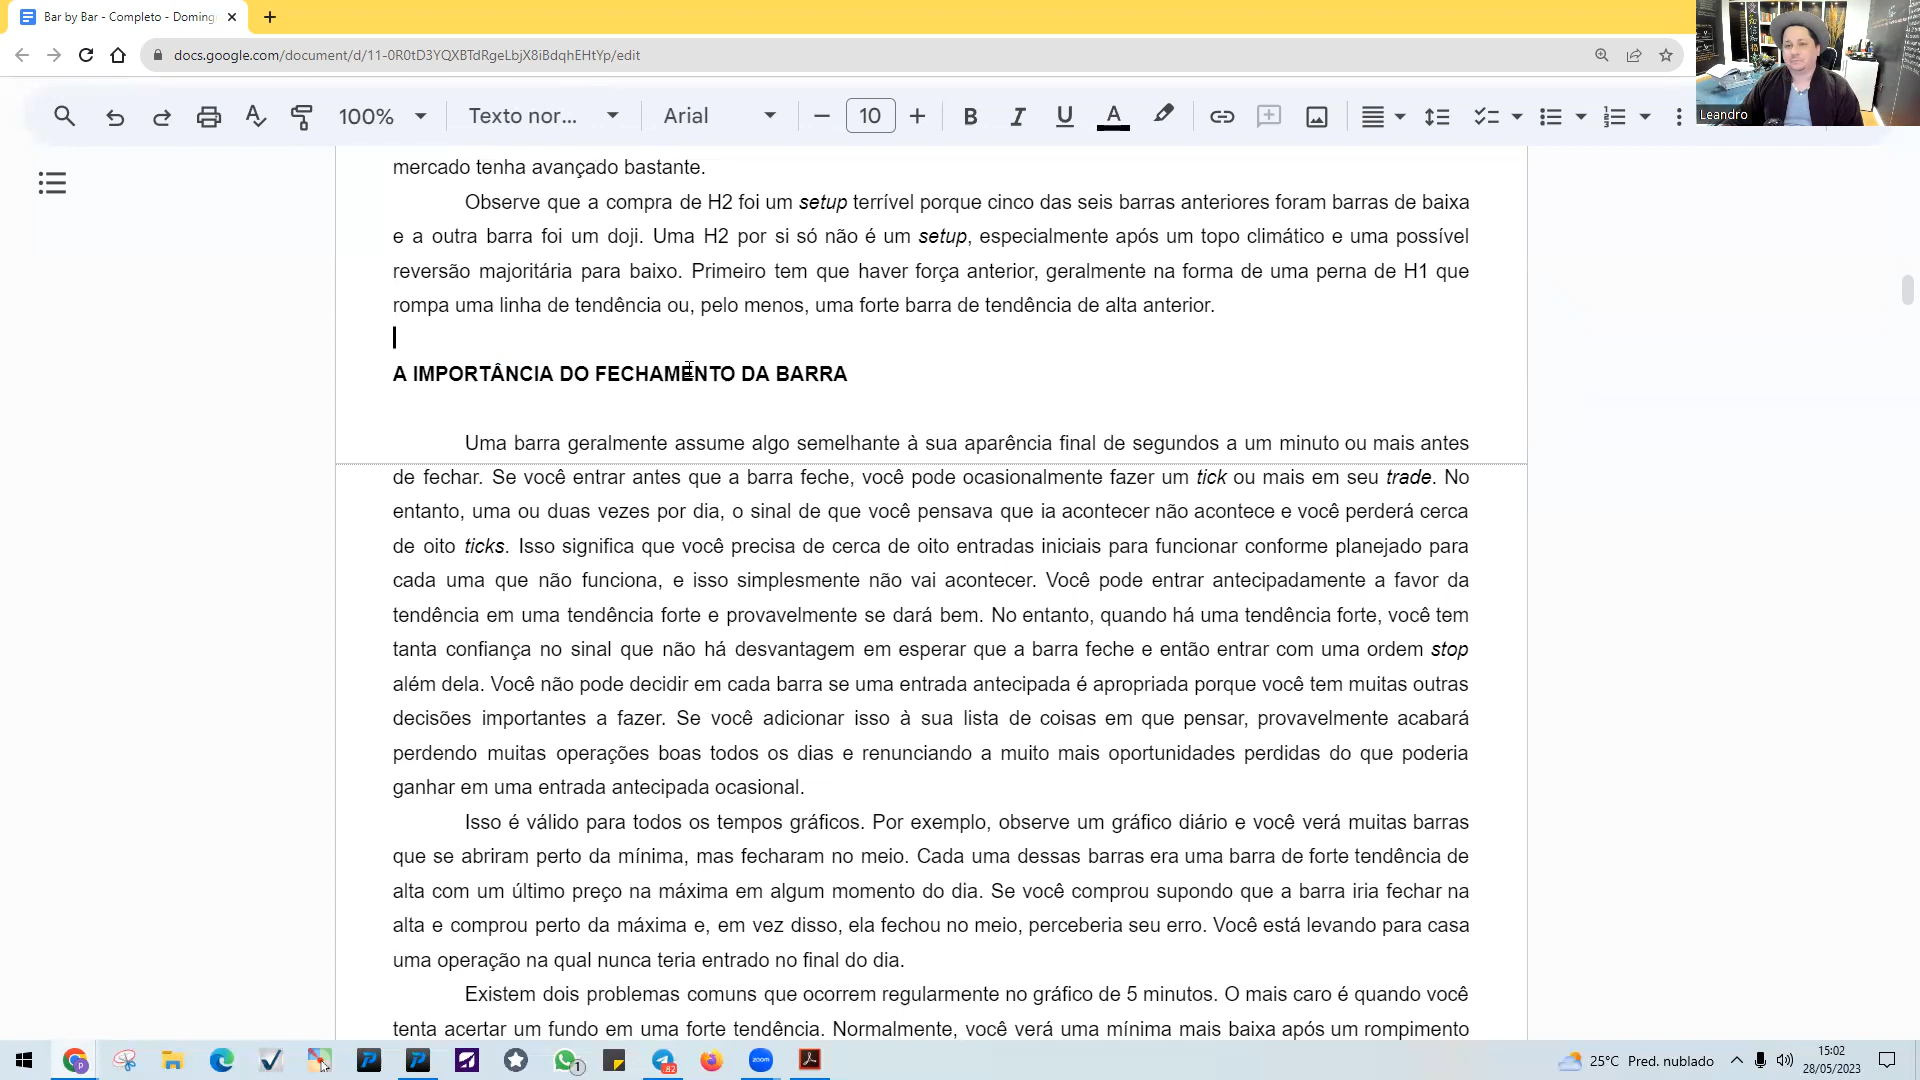 Bar by Bar - Completo - Doming
docs.google.com/document/d/11-0R0tD3YQXBTdRgeLbjX8iBdqhEHtYp/edit
Leandro
100%
Texto nor...
Arial
10
mercado tenha avançado bastante.
Observe que a compra de H2 foi um setup terrível porque cinco das seis barras anteriores foram barras de baixa
e a outra barra foi um doji. Uma H2 por si só não é um setup, especialmente após um topo climático e uma possível
reversão majoritária para baixo. Primeiro tem que haver força anterior, geralmente na forma de uma perna de H1 que
rompa uma linha de tendência ou, pelo menos, uma forte barra de tendência de alta anterior.
A IMPORTÂNCIA DO FECHAMENTO DA BARRA
Uma barra geralmente assume algo semelhante à sua aparência final de segundos a um minuto ou mais antes
de fechar. Se você entrar antes que a barra feche, você pode ocasionalmente fazer um tick ou mais em seu trade. No
entanto, uma ou duas vezes por dia, o sinal de que você pensava que ia acontecer não acontece e você perderá cerca
de oito ticks. Isso significa que você precisa de cerca de oito entradas iniciais para funcionar conforme planejado para
cada uma que não funciona, e isso simplesmente não vai acontecer. Você pode entrar antecipadamente a favor da
tendência em uma tendência forte e provavelmente se dará bem. No entanto, quando há uma tendência forte, você tem
tanta confiança no sinal que não há desvantagem em esperar que a barra feche e então entrar com uma ordem stop
além dela. Você não pode decidir em cada barra se uma entrada antecipada é apropriada porque você tem muitas outras
decisões importantes a fazer. Se você adicionar isso à sua lista de coisas em que pensar, provavelmente acabará
perdendo muitas operações boas todos os dias e renunciando a muito mais oportunidades perdidas do que poderia
ganhar em uma entrada antecipada ocasional.
Isso é válido para todos os tempos gráficos. Por exemplo, observe um gráfico diário e você verá muitas barras
que se abriram perto da mínima, mas fecharam no meio. Cada uma dessas barras era uma barra de forte tendência de
alta com um último preço na máxima em algum momento do dia. Se você comprou supondo que a barra iria fechar na
alta e comprou perto da máxima e, em vez disso, ela fechou no meio, perceberia seu erro. Você está levando para casa
uma operação na qual nunca teria entrado no final do dia.
Existem dois problemas comuns que ocorrem regularmente no gráfico de 5 minutos. O mais caro é quando você
tenta acertar um fundo em uma forte tendência. Normalmente, você verá uma mínima mais baixa após um rompimento
25°C Pred. nublado
15:02
28/05/2023